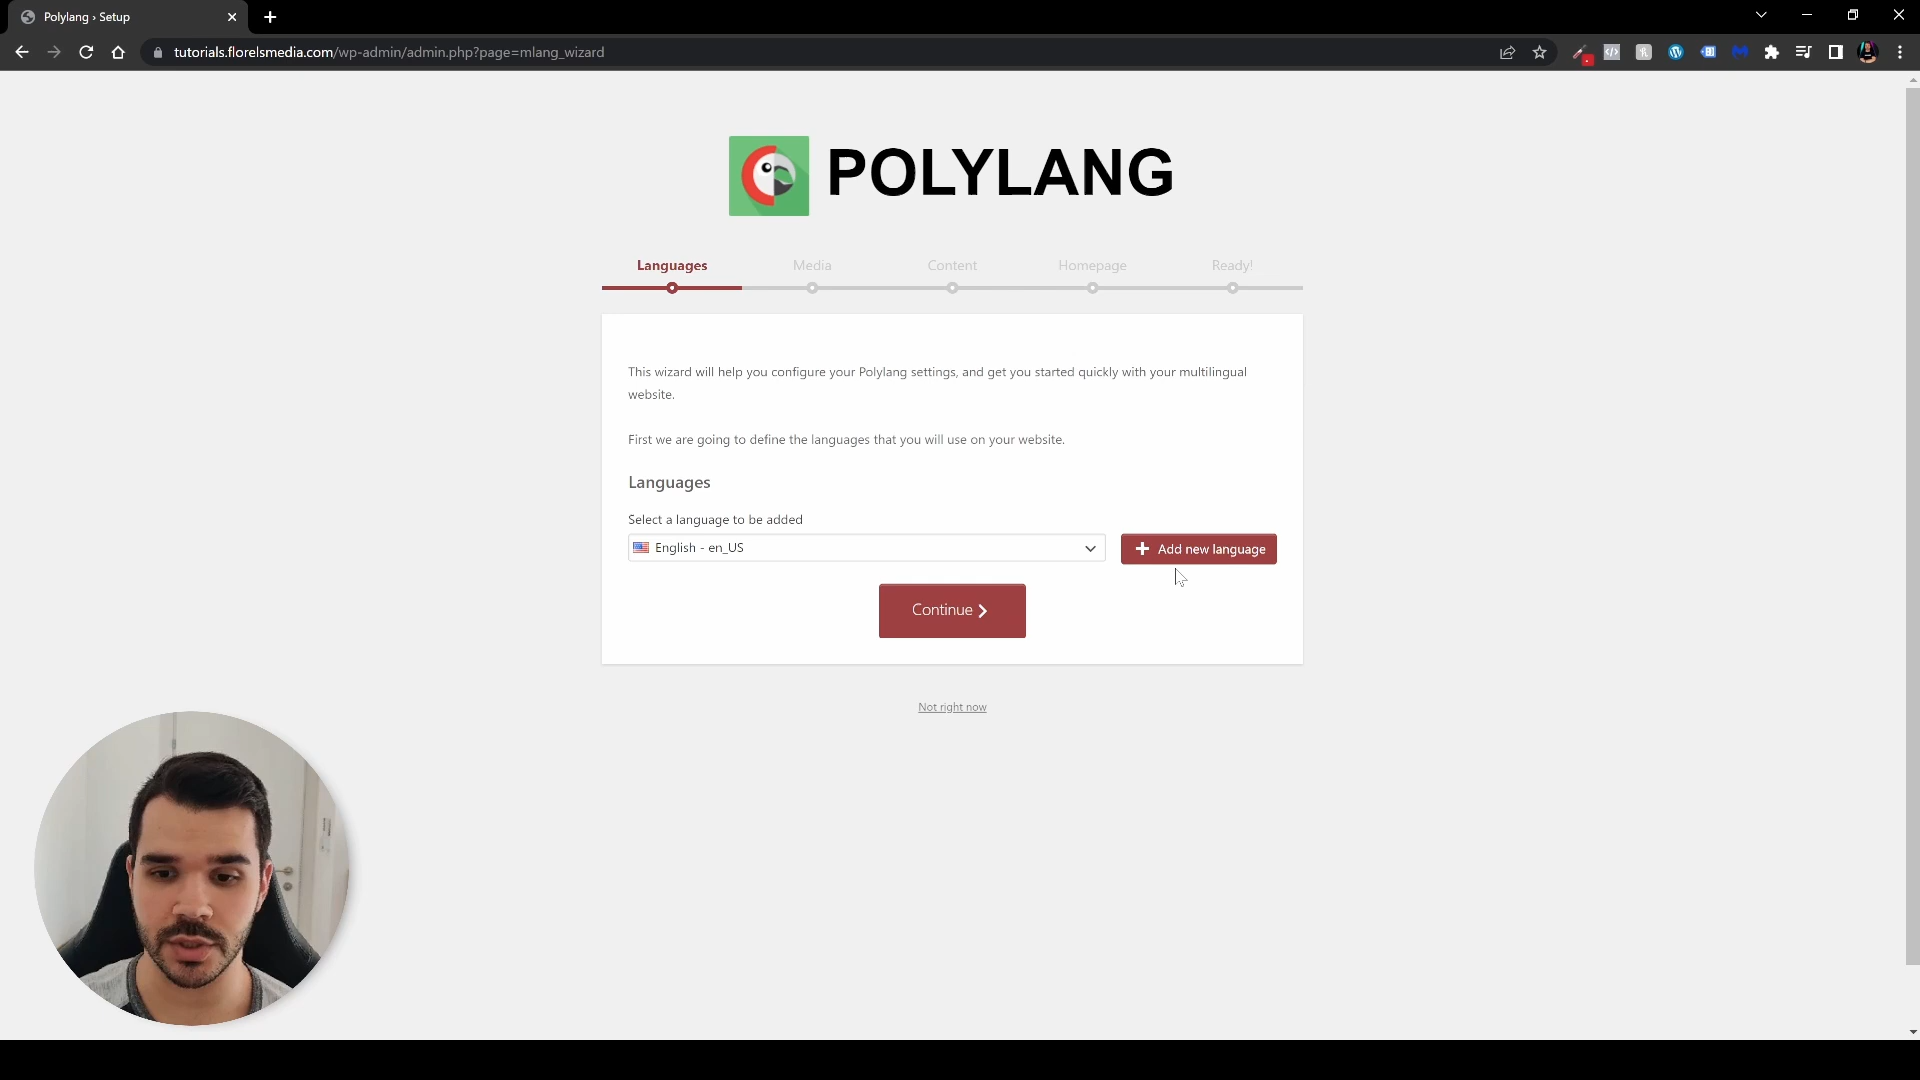 Polylang › Setup
tutorials.florelsmedia.com/wp-admin/admin.php?page=mlang_wizard
POLYLANG
Languages Media Content Homepage Ready!
This wizard will help you configure your Polylang settings, and get you started quickly with your multilingual
website.
First we are going to define the languages that you will use on your website.
Languages
Select a language to be added
English - en_US
Add new language
Continue
Not right now